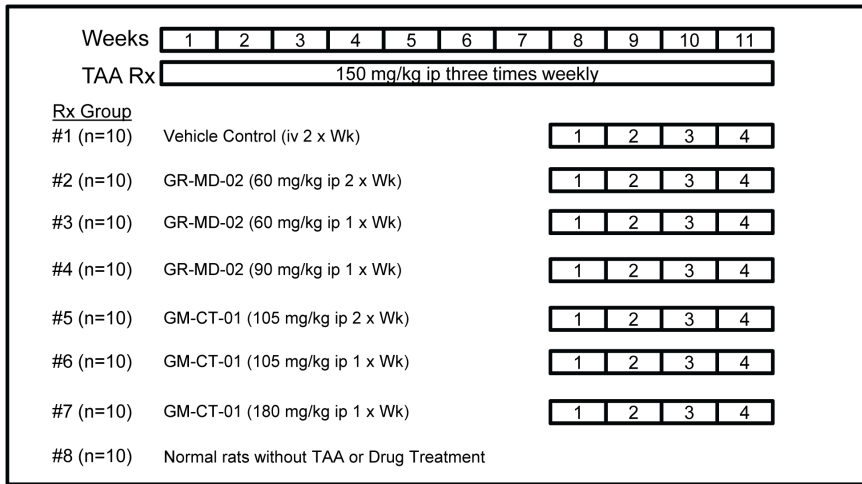 Weeks 1 2 3 4 5 6 7 8 9 10 11
TAA Rx 150 mg/kg ip three times weekly
Rx Group
#1 (n=10) Vehicle Control (iv 2 x Wk) 1 2 3 4
#2 (n=10) GR-MD-02 (60 mg/kg ip 2 x Wk) 1 2 3 4
#3 (n=10) GR-MD-02 (60 mg/kg ip 1 x Wk) 1 2 3 4
#4 (n=10) GR-MD-02 (90 mg/kg ip 1 x Wk) 1 2 3 4
#5 (n=10) GM-CT-01 (105 mg/kg ip 2 x Wk) 1 2 3 4
#6 (n=10) GM-CT-01 (105 mg/kg ip 1 x Wk) 1 2 3 4
#7 (n=10) GM-CT-01 (180 mg/kg ip 1 x Wk) 1 2 3 4
#8 (n=10) Normal rats without TAA or Drug Treatment